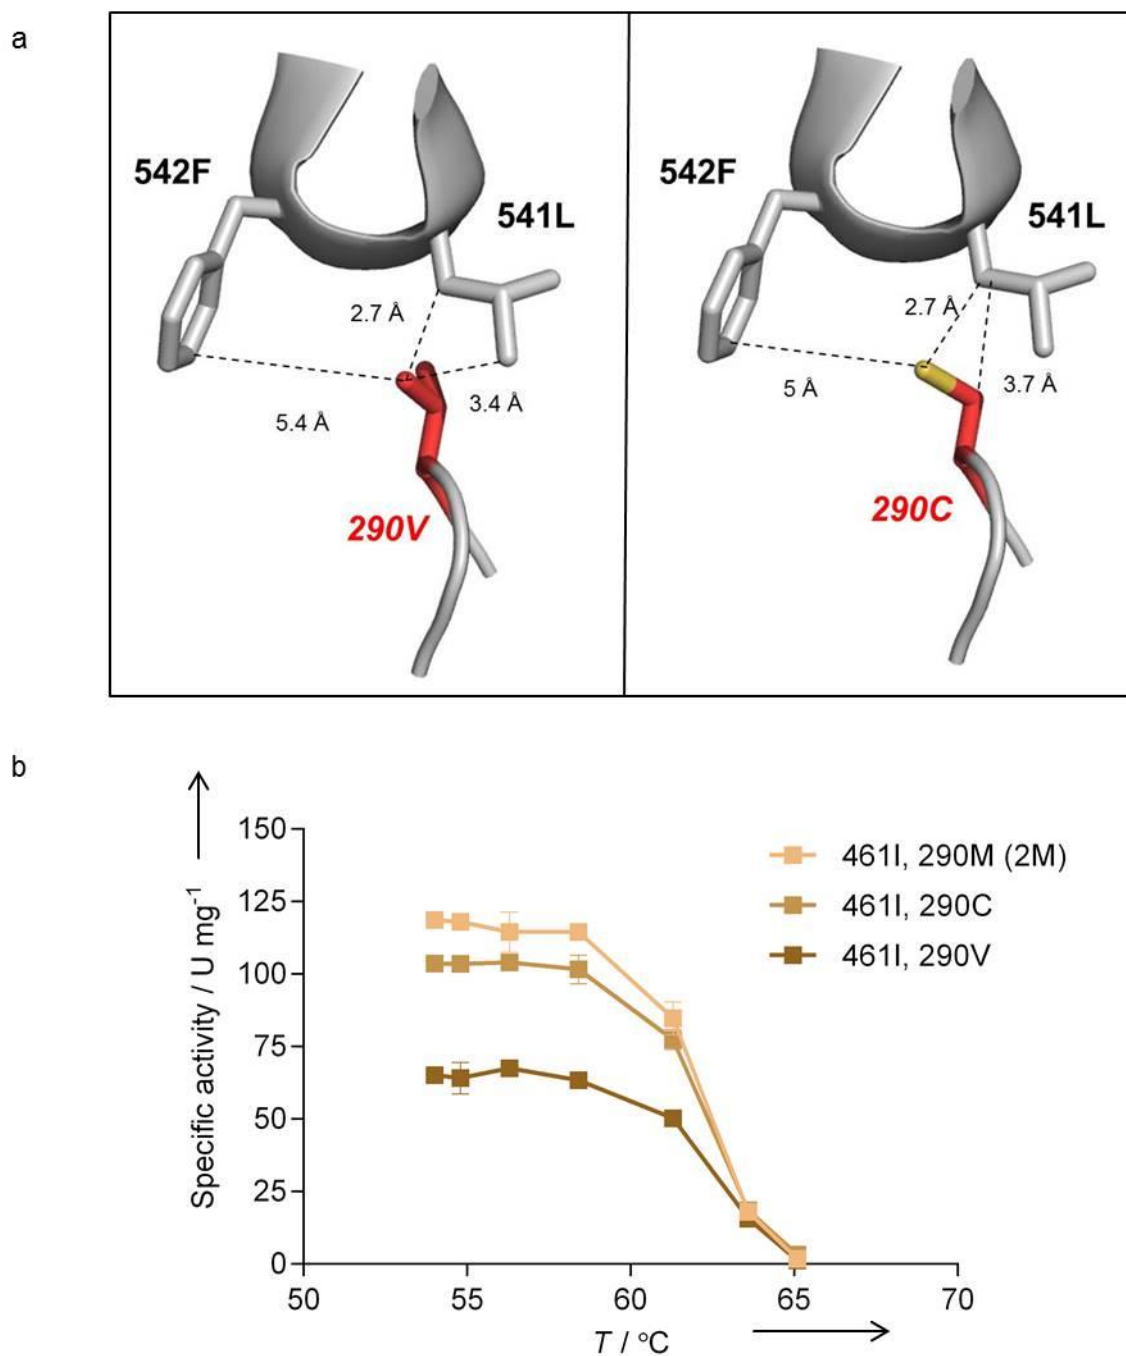 a
542F
541L
2.7 Å
3.4 Å
5.4 Å
290V
542F
541L
2.7 Å
3.7 Å
5 Å
290C
b
Specific activity / U mg⁻¹
150
125
100
75
50
25
0
50
55
60
65
70
T / °C
461I, 290M (2M)
461I, 290C
461I, 290V